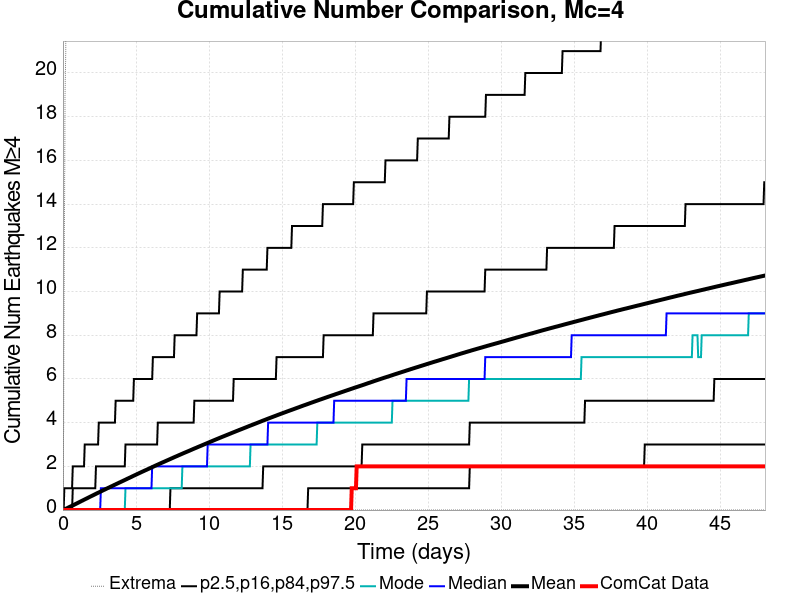 Cumulative Number Comparison, Mc=4
Cumulative Num Earthquakes M≥4
20
18
16
14
12
10
8
6
4
2
0
0 5 10 15 20 25 30 35 40 45
Time (days)
Extrema p2.5,p16,p84,p97.5 Mode Median Mean ComCat Data